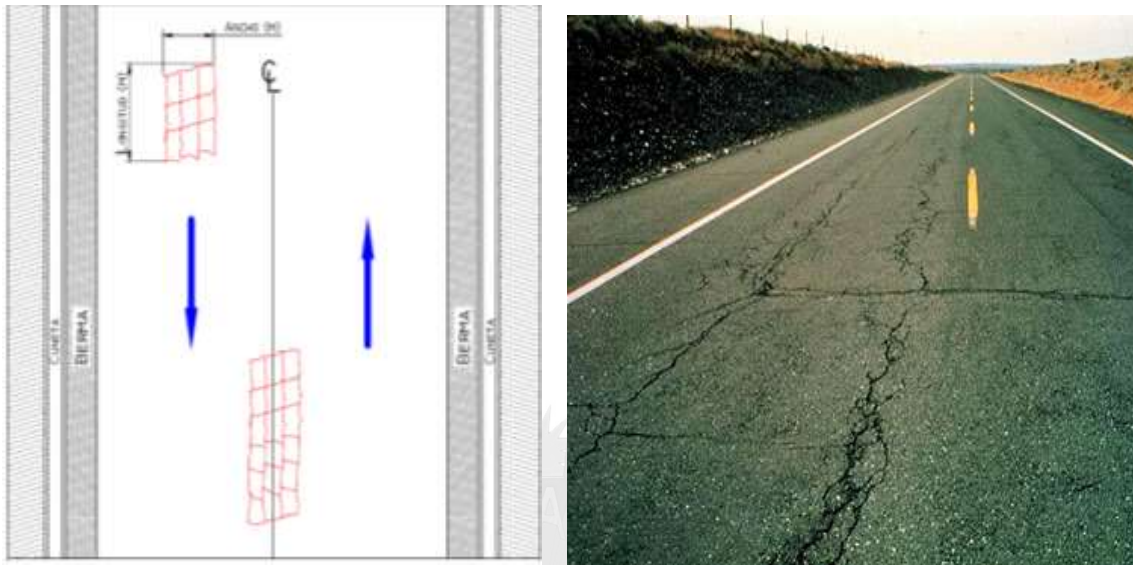 ANCHO (M)
LONGITUD (M)
CL
CUNETA
BERMA
BERMA
CUNETA